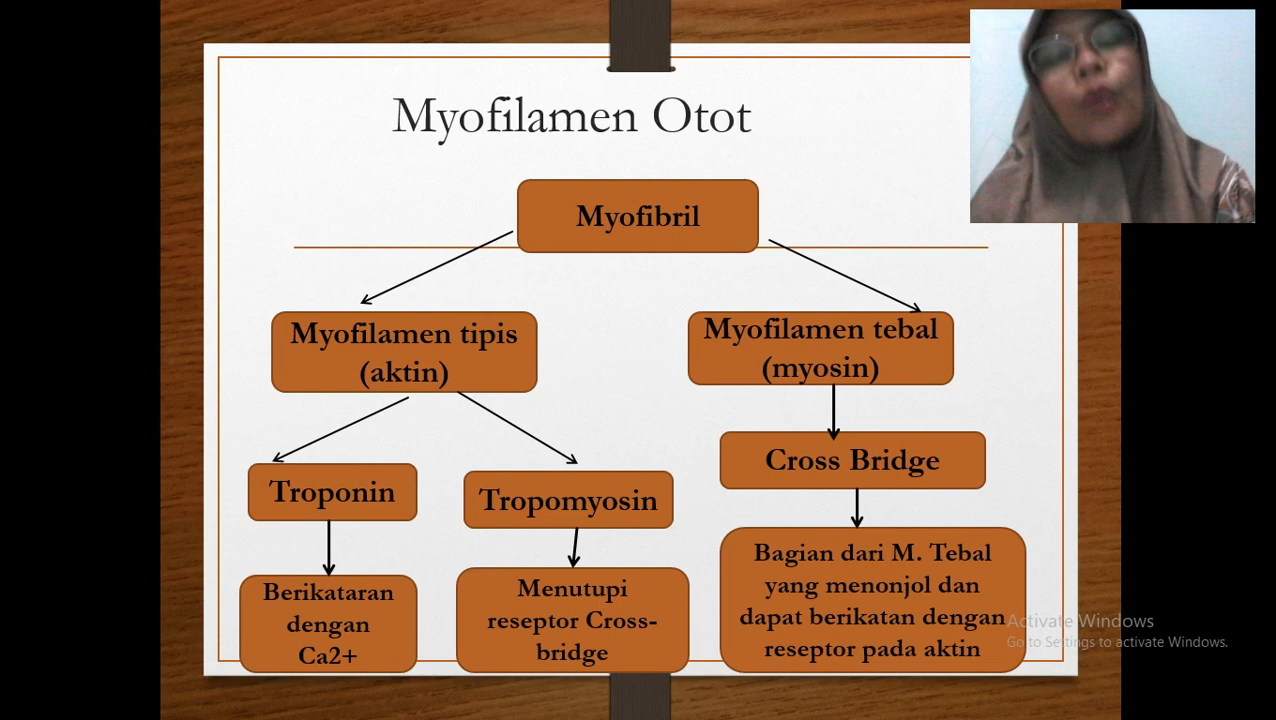 Myofilamen Otot
Myofibril
Myofilamen tipis
(aktin)
Myofilamen tebal
(myosin)
Troponin
Tropomyosin
Cross Bridge
Berikataran
dengan
Ca2+
Menutupi
reseptor Cross-
bridge
Bagian dari M. Tebal
yang menonjol dan
dapat berikatan dengan
reseptor pada aktin
Activate Windows
Go to Settings to activate Windows.